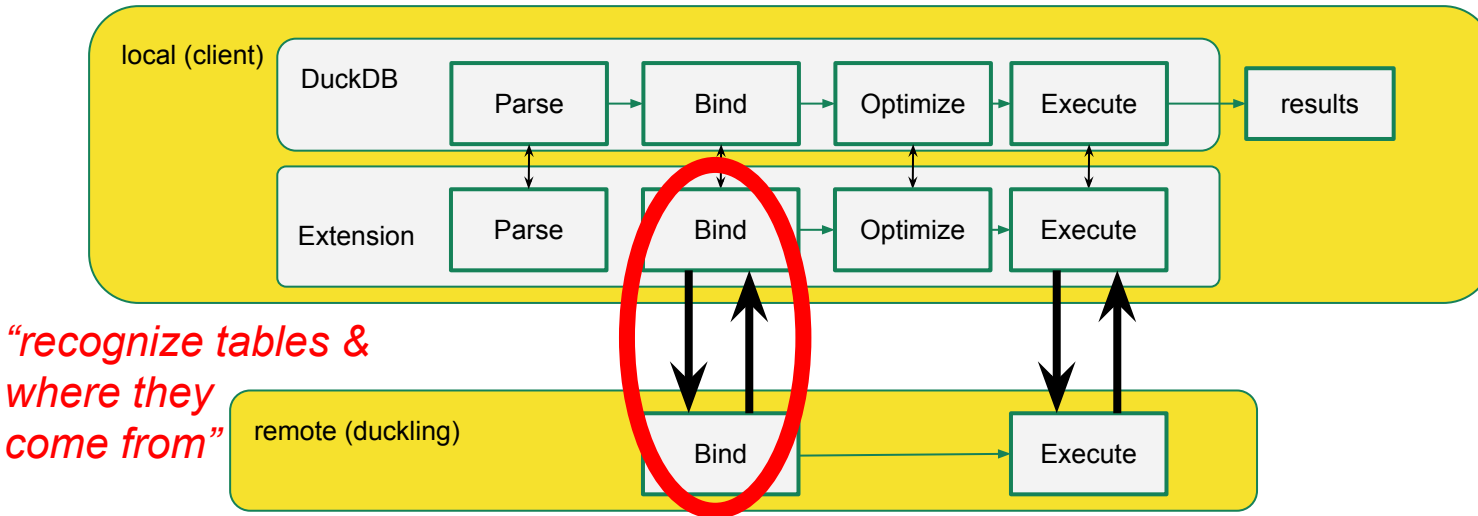 local (client)
DuckDB
Parse
Bind
Optimize
Execute
results
Extension
Parse
Bind
Optimize
Execute
“recognize tables &
where they
come from”
remote (duckling)
Bind
Execute